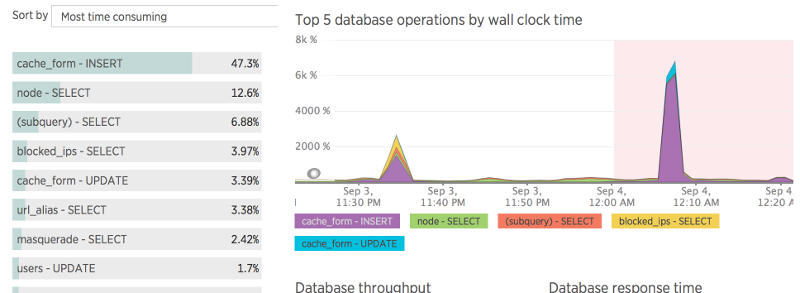 Sort by
Most time consuming
cache_form - INSERT
47.3%
node - SELECT
12.6%
(subquery) - SELECT
6.88%
blocked_ips - SELECT
3.97%
cache_form - UPDATE
3.39%
url_alias - SELECT
3.38%
masquerade - SELECT
2.42%
users - UPDATE
1.7%
Top 5 database operations by wall clock time
8k %
6k %
4000 %
2000 %
Sep 3,
11:30 PM
Sep 3,
11:40 PM
Sep 3,
11:50 PM
Sep 4,
12:00 AM
Sep 4,
12:10 AM
Sep 4
12:20 A
cache_form - INSERT
node - SELECT
(subquery) - SELECT
blocked_ips - SELECT
cache_form - UPDATE
Database throughput
Database response time